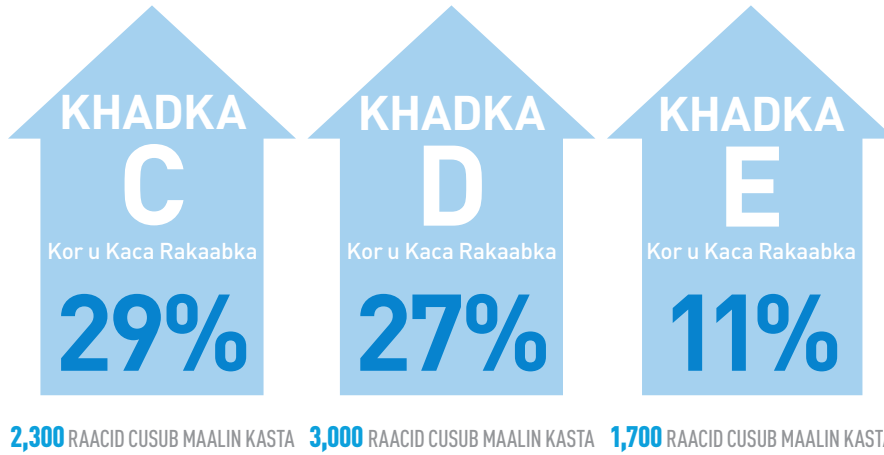 KHADKA
C
Kor u Kaca Rakaabka
29%
2,300 RAACID CUSUB MAALIN KASTA
KHADKA
D
Kor u Kaca Rakaabka
27%
3,000 RAACID CUSUB MAALIN KASTA
KHADKA
E
Kor u Kaca Rakaabka
11%
1,700 RAACID CUSUB MAALIN KASTA